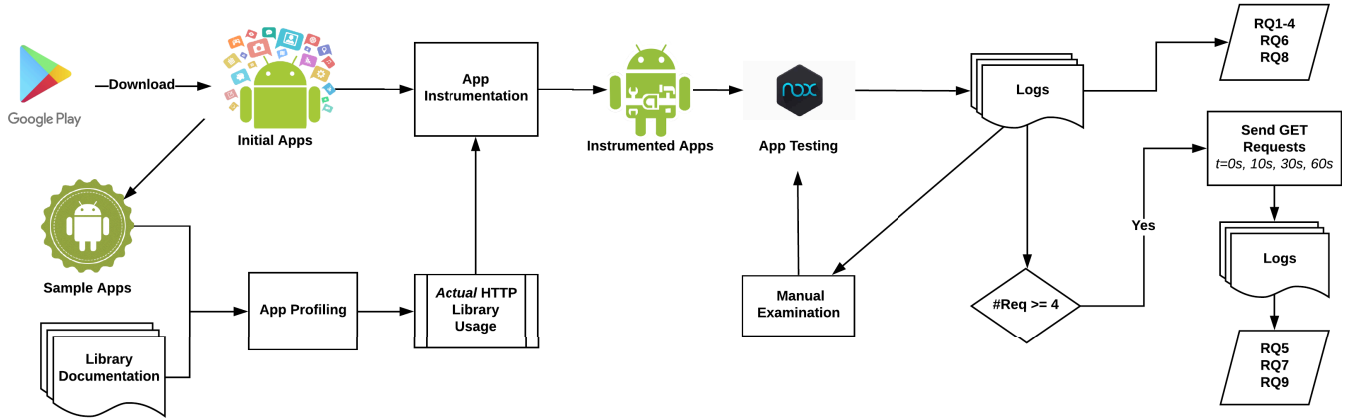 Google Play
Download
Initial Apps
Sample Apps
Library
Documentation
App Profiling
Actual HTTP
Library
Usage
App
Instrumentation
Instrumented Apps
nox
App Testing
Manual
Examination
Logs
#Req >= 4
Yes
RQ1-4
RQ6
RQ8
Send GET
Requests
t=0s, 10s, 30s, 60s
Logs
RQ5
RQ7
RQ9